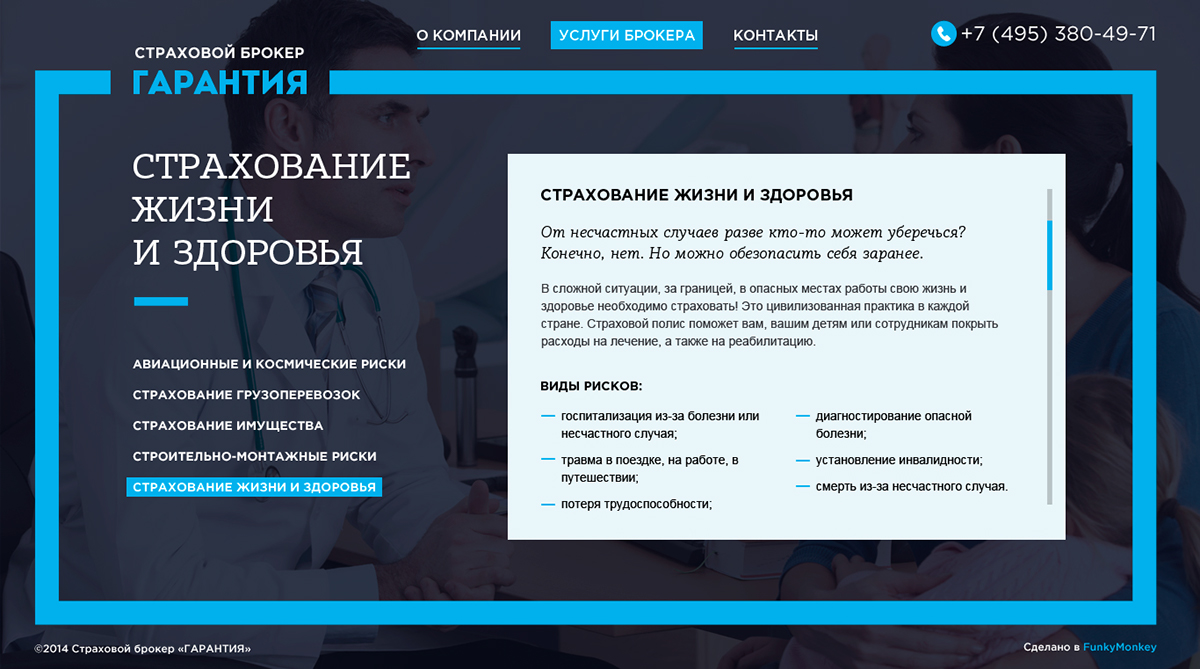 О КОМПАНИИ
УСЛУГИ БРОКЕРА
КОНТАКТЫ
+7 (495) 380-49-71
СТРАХОВОЙ БРОКЕР
ГАРАНТИЯ
СТРАХОВАНИЕ
ЖИЗНИ
И ЗДОРОВЬЯ
АВИАЦИОННЫЕ И КОСМИЧЕСКИЕ РИСКИ
СТРАХОВАНИЕ ГРУЗОПЕРЕВОЗОК
СТРАХОВАНИЕ ИМУЩЕСТВА
СТРОИТЕЛЬНО-МОНТАЖНЫЕ РИСКИ
СТРАХОВАНИЕ ЖИЗНИ И ЗДОРОВЬЯ
СТРАХОВАНИЕ ЖИЗНИ И ЗДОРОВЬЯ
От несчастных случаев разве кто-то может уберечься?
Конечно, нет. Но можно обезопасить себя заранее.
В сложной ситуации, за границей, в опасных местах работы свою жизнь и
здоровье необходимо страховать! Это цивилизованная практика в каждой
стране. Страховой полис поможет вам, вашим детям или сотрудникам покрыть
расходы на лечение, а также на реабилитацию.
ВИДЫ РИСКОВ:
— госпитализация из-за болезни или
несчастного случая;
— травма в поездке, на работе, в
путешествии;
— потеря трудоспособности;
— диагностирование опасной
болезни;
— установление инвалидности;
— смерть из-за несчастного случая.
©2014 Страховой брокер «ГАРАНТИЯ»
Сделано в FunkyMonkey